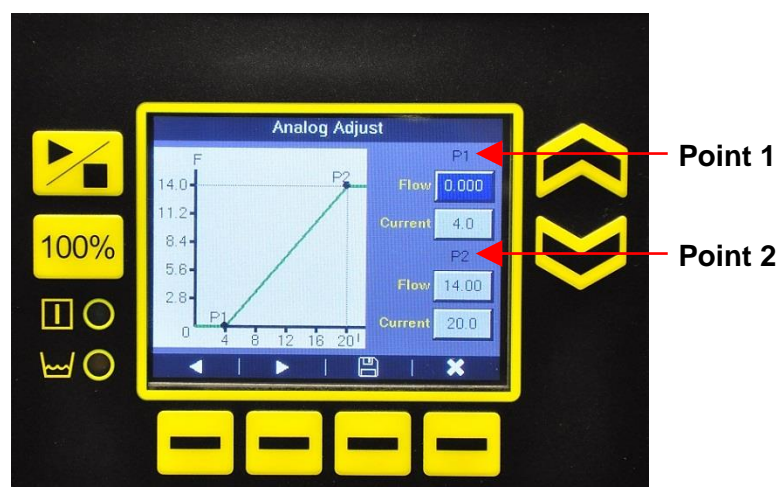 Analog Adjust
F
P1
Point 1
14.0
P2
Flow
0.000
11.2
Current
4.0
100%
8.4
P2
Point 2
5.6
Flow
14.00
2.8
P1
Current
20.0
0
4
8
12
16
20
I